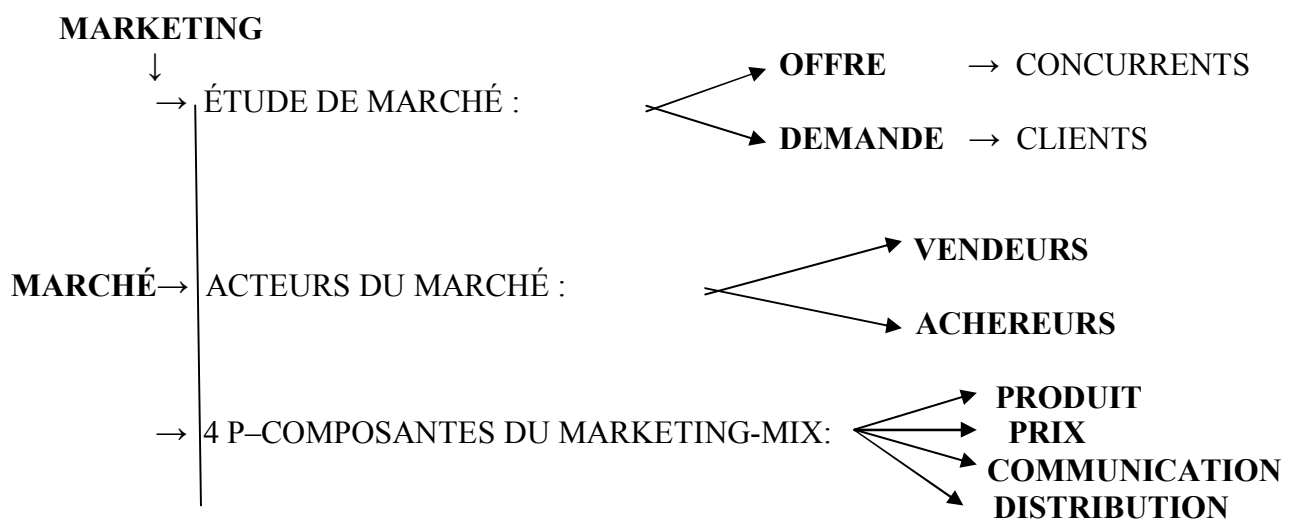 MARKETING
↓
OFFRE → CONCURRENTS
→ ÉTUDE DE MARCHÉ :
DEMANDE → CLIENTS
VENDEURS
MARCHÉ→ ACTEURS DU MARCHÉ :
ACHEREURS
PRODUIT
→ 4 P–COMPOSANTES DU MARKETING-MIX: PRIX
COMMUNICATION
DISTRIBUTION